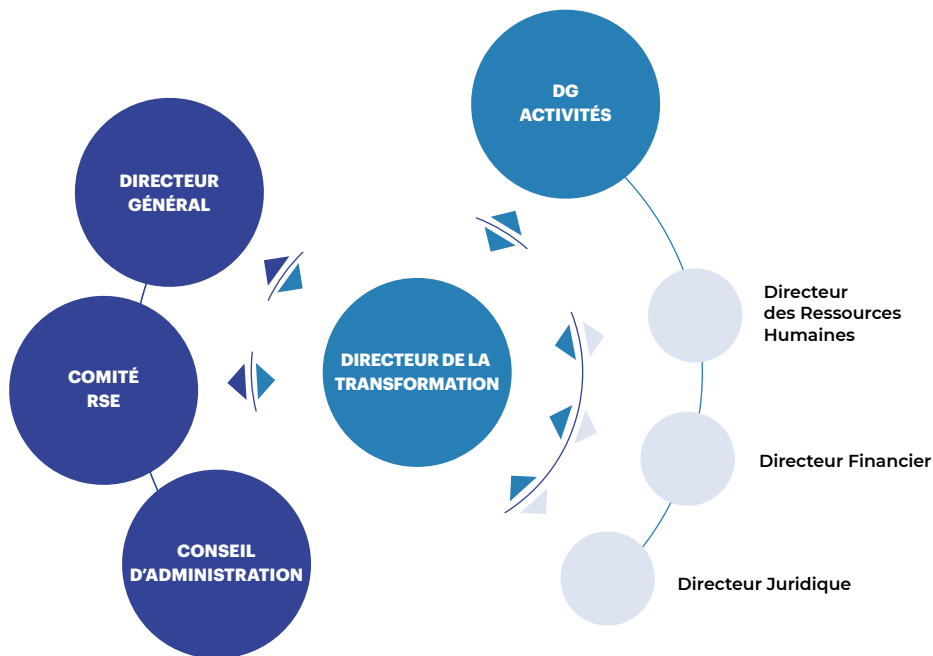 DG
ACTIVITÉS
DIRECTEUR
GÉNÉRAL
Directeur
des Ressources
Humaines
DIRECTEUR DE LA
TRANSFORMATION
COMITÉ
RSE
Directeur Financier
CONSEIL
D'ADMINISTRATION
Directeur Juridique